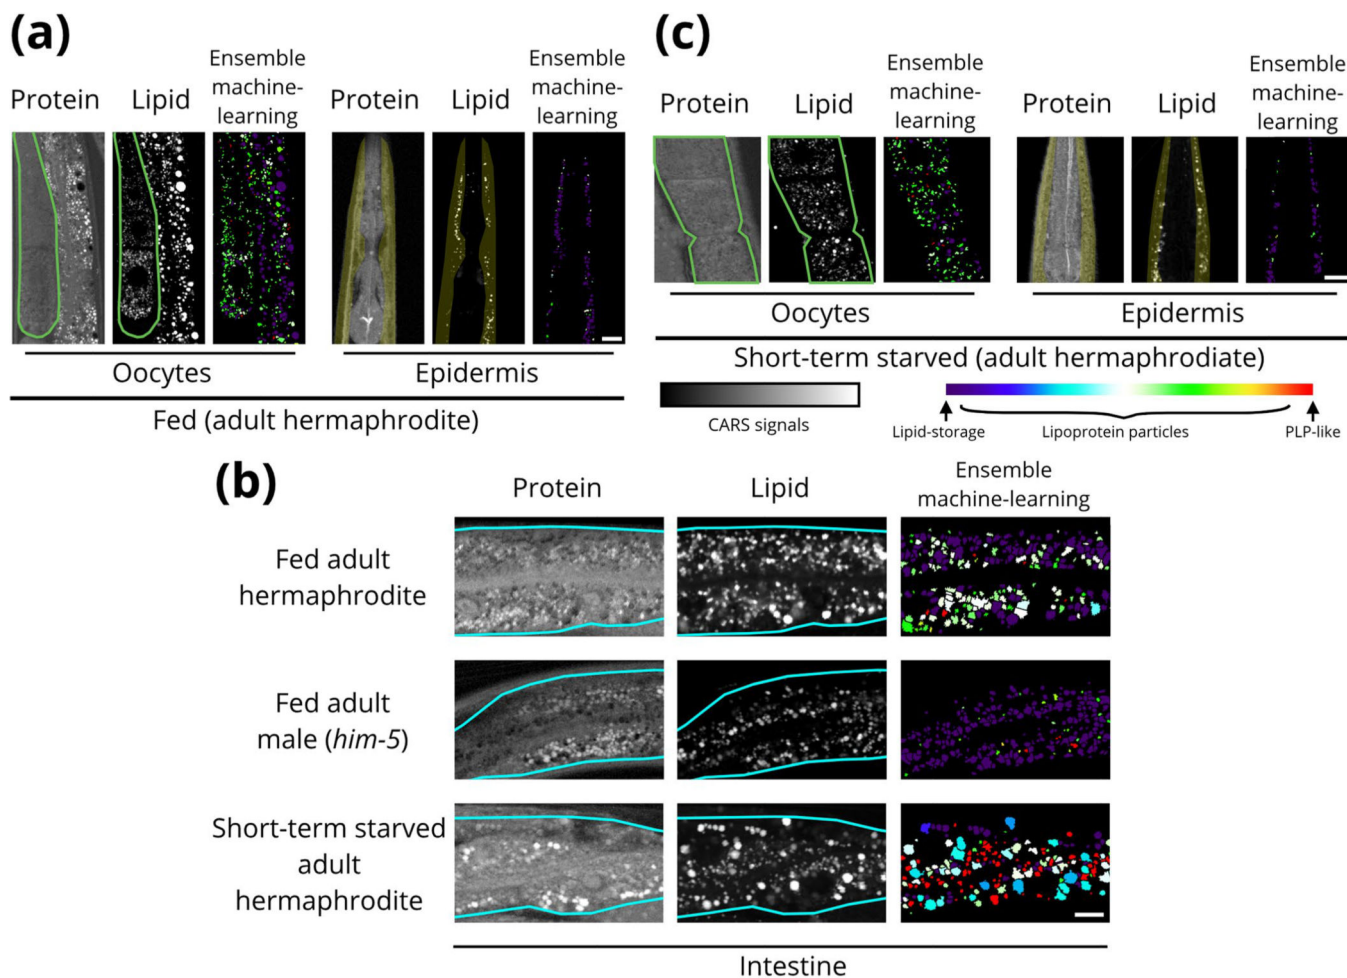 (a)
Protein
Lipid
Ensemble
machine-
learning
Protein
Lipid
Ensemble
machine-
learning
Oocytes
Epidermis
Fed (adult hermaphrodite)
(c)
Protein
Lipid
Ensemble
machine-
learning
Protein
Lipid
Ensemble
machine-
learning
Oocytes
Epidermis
Short-term starved (adult hermaphrodiate)
CARS signals
Lipid-storage
Lipoprotein particles
PLP-like
(b)
Protein
Lipid
Ensemble
machine-learning
Fed adult
hermaphrodite
Fed adult
male (him-5)
Short-term starved
adult
hermaphrodite
Intestine